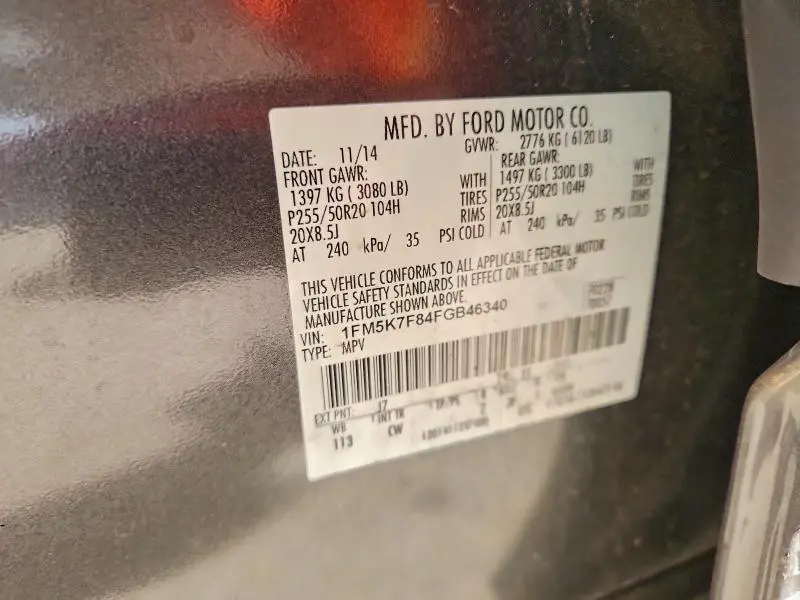 MFD. BY FORD MOTOR CO.
DATE: 11/14 GVWR: 2776 KG ( 6120 LB)
FRONT GAWR: REAR GAWR:
1397 KG ( 3080 LB) WITH 1497 KG ( 3300 LB) WITH
P255/50R20 104H TIRES P255/50R20 104H TIRES
20X8.5J RIMS 20X8.5J RIMS
AT 240 kPa/ 35 PSI COLD AT 240 kPa/ 35 PSI COLD
THIS VEHICLE CONFORMS TO ALL APPLICABLE FEDERAL MOTOR
VEHICLE SAFETY STANDARDS IN EFFECT ON THE DATE OF
MANUFACTURE SHOWN ABOVE.
VIN: 1FM5K7F84FGB46340
TYPE: MPV
EXT PNT: J7
WB INT TR TP/PS R
113 CW Z